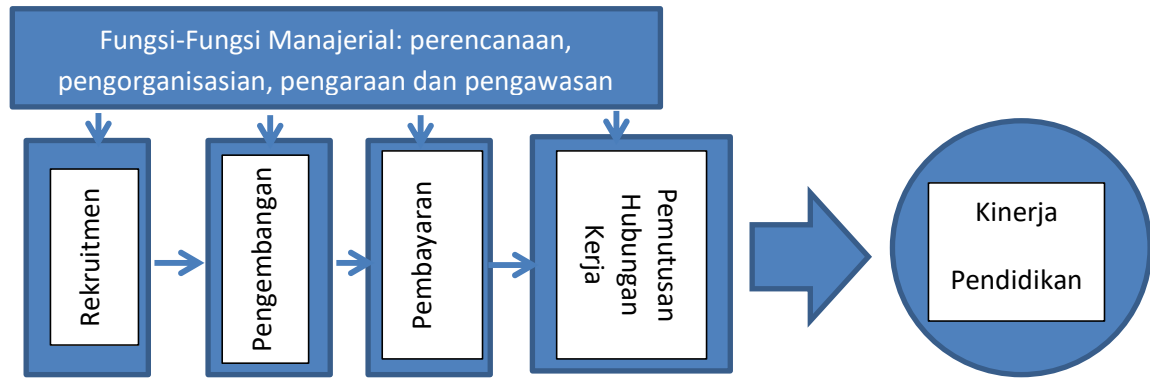 Fungsi-Fungsi Manajerial: perencanaan,
pengorganisasian, pengaraan dan pengawasan
Rekruitmen
Pengembangan
Pembayaran
Pemutusan
Hubungan
Kerja
Kinerja
Pendidikan